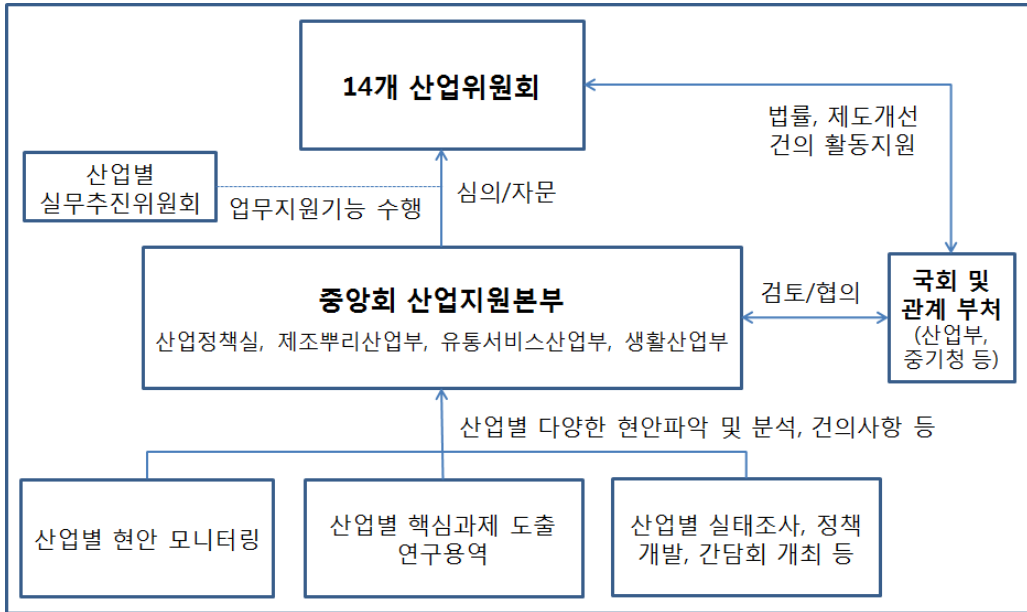 14개 산업위원회
법률, 제도개선
건의 활동지원
산업별
실무추진위원회
업무지원기능 수행
심의/자문
중앙회 산업지원본부
산업정책실, 제조뿌리산업부, 유통서비스산업부, 생활산업부
검토/협의
국회 및
관계 부처
(산업부,
중기청 등)
산업별 다양한 현안파악 및 분석, 건의사항 등
산업별 현안 모니터링
산업별 핵심과제 도출
연구용역
산업별 실태조사, 정책
개발, 간담회 개최 등